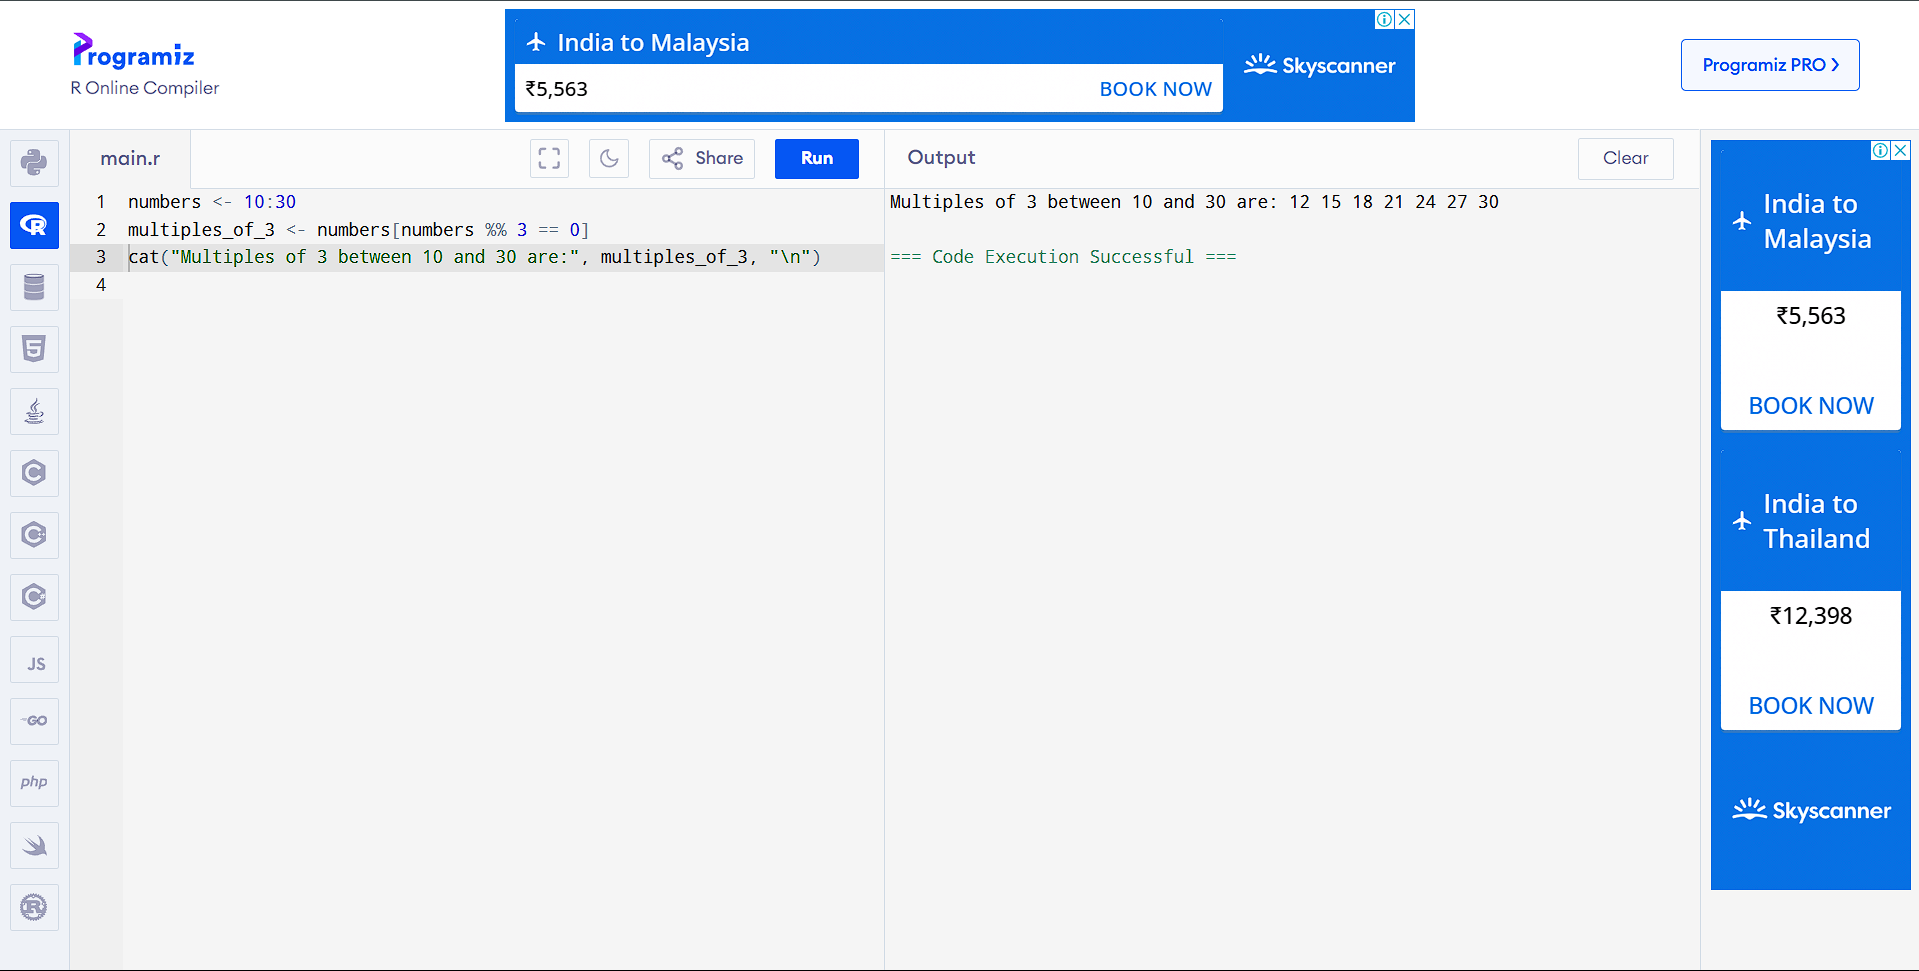 Programiz
R Online Compiler
India to Malaysia
₹5,563
BOOK NOW
Skyscanner
Programiz PRO
main.r
Share
Run
Output
Clear
1 numbers <- 10:30
2 multiples_of_3 <- numbers[numbers %% 3 == 0]
3 cat("Multiples of 3 between 10 and 30 are:", multiples_of_3, "\n")
4
Multiples of 3 between 10 and 30 are: 12 15 18 21 24 27 30
=== Code Execution Successful ===
R
5
C
C
C
JS
GO
php
R
India to
Malaysia
₹5,563
BOOK NOW
India to
Thailand
₹12,398
BOOK NOW
Skyscanner